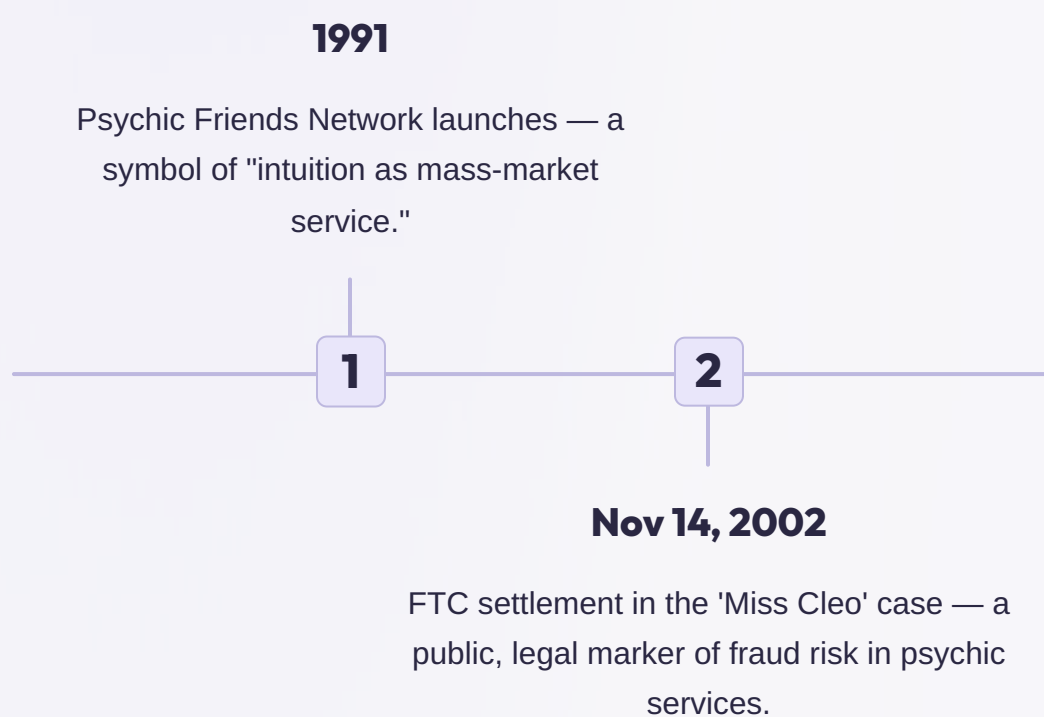 1991
Psychic Friends Network launches — a
symbol of "intuition as mass-market
service."
1
2
Nov 14, 2002
FTC settlement in the 'Miss Cleo' case — a
public, legal marker of fraud risk in psychic
services.